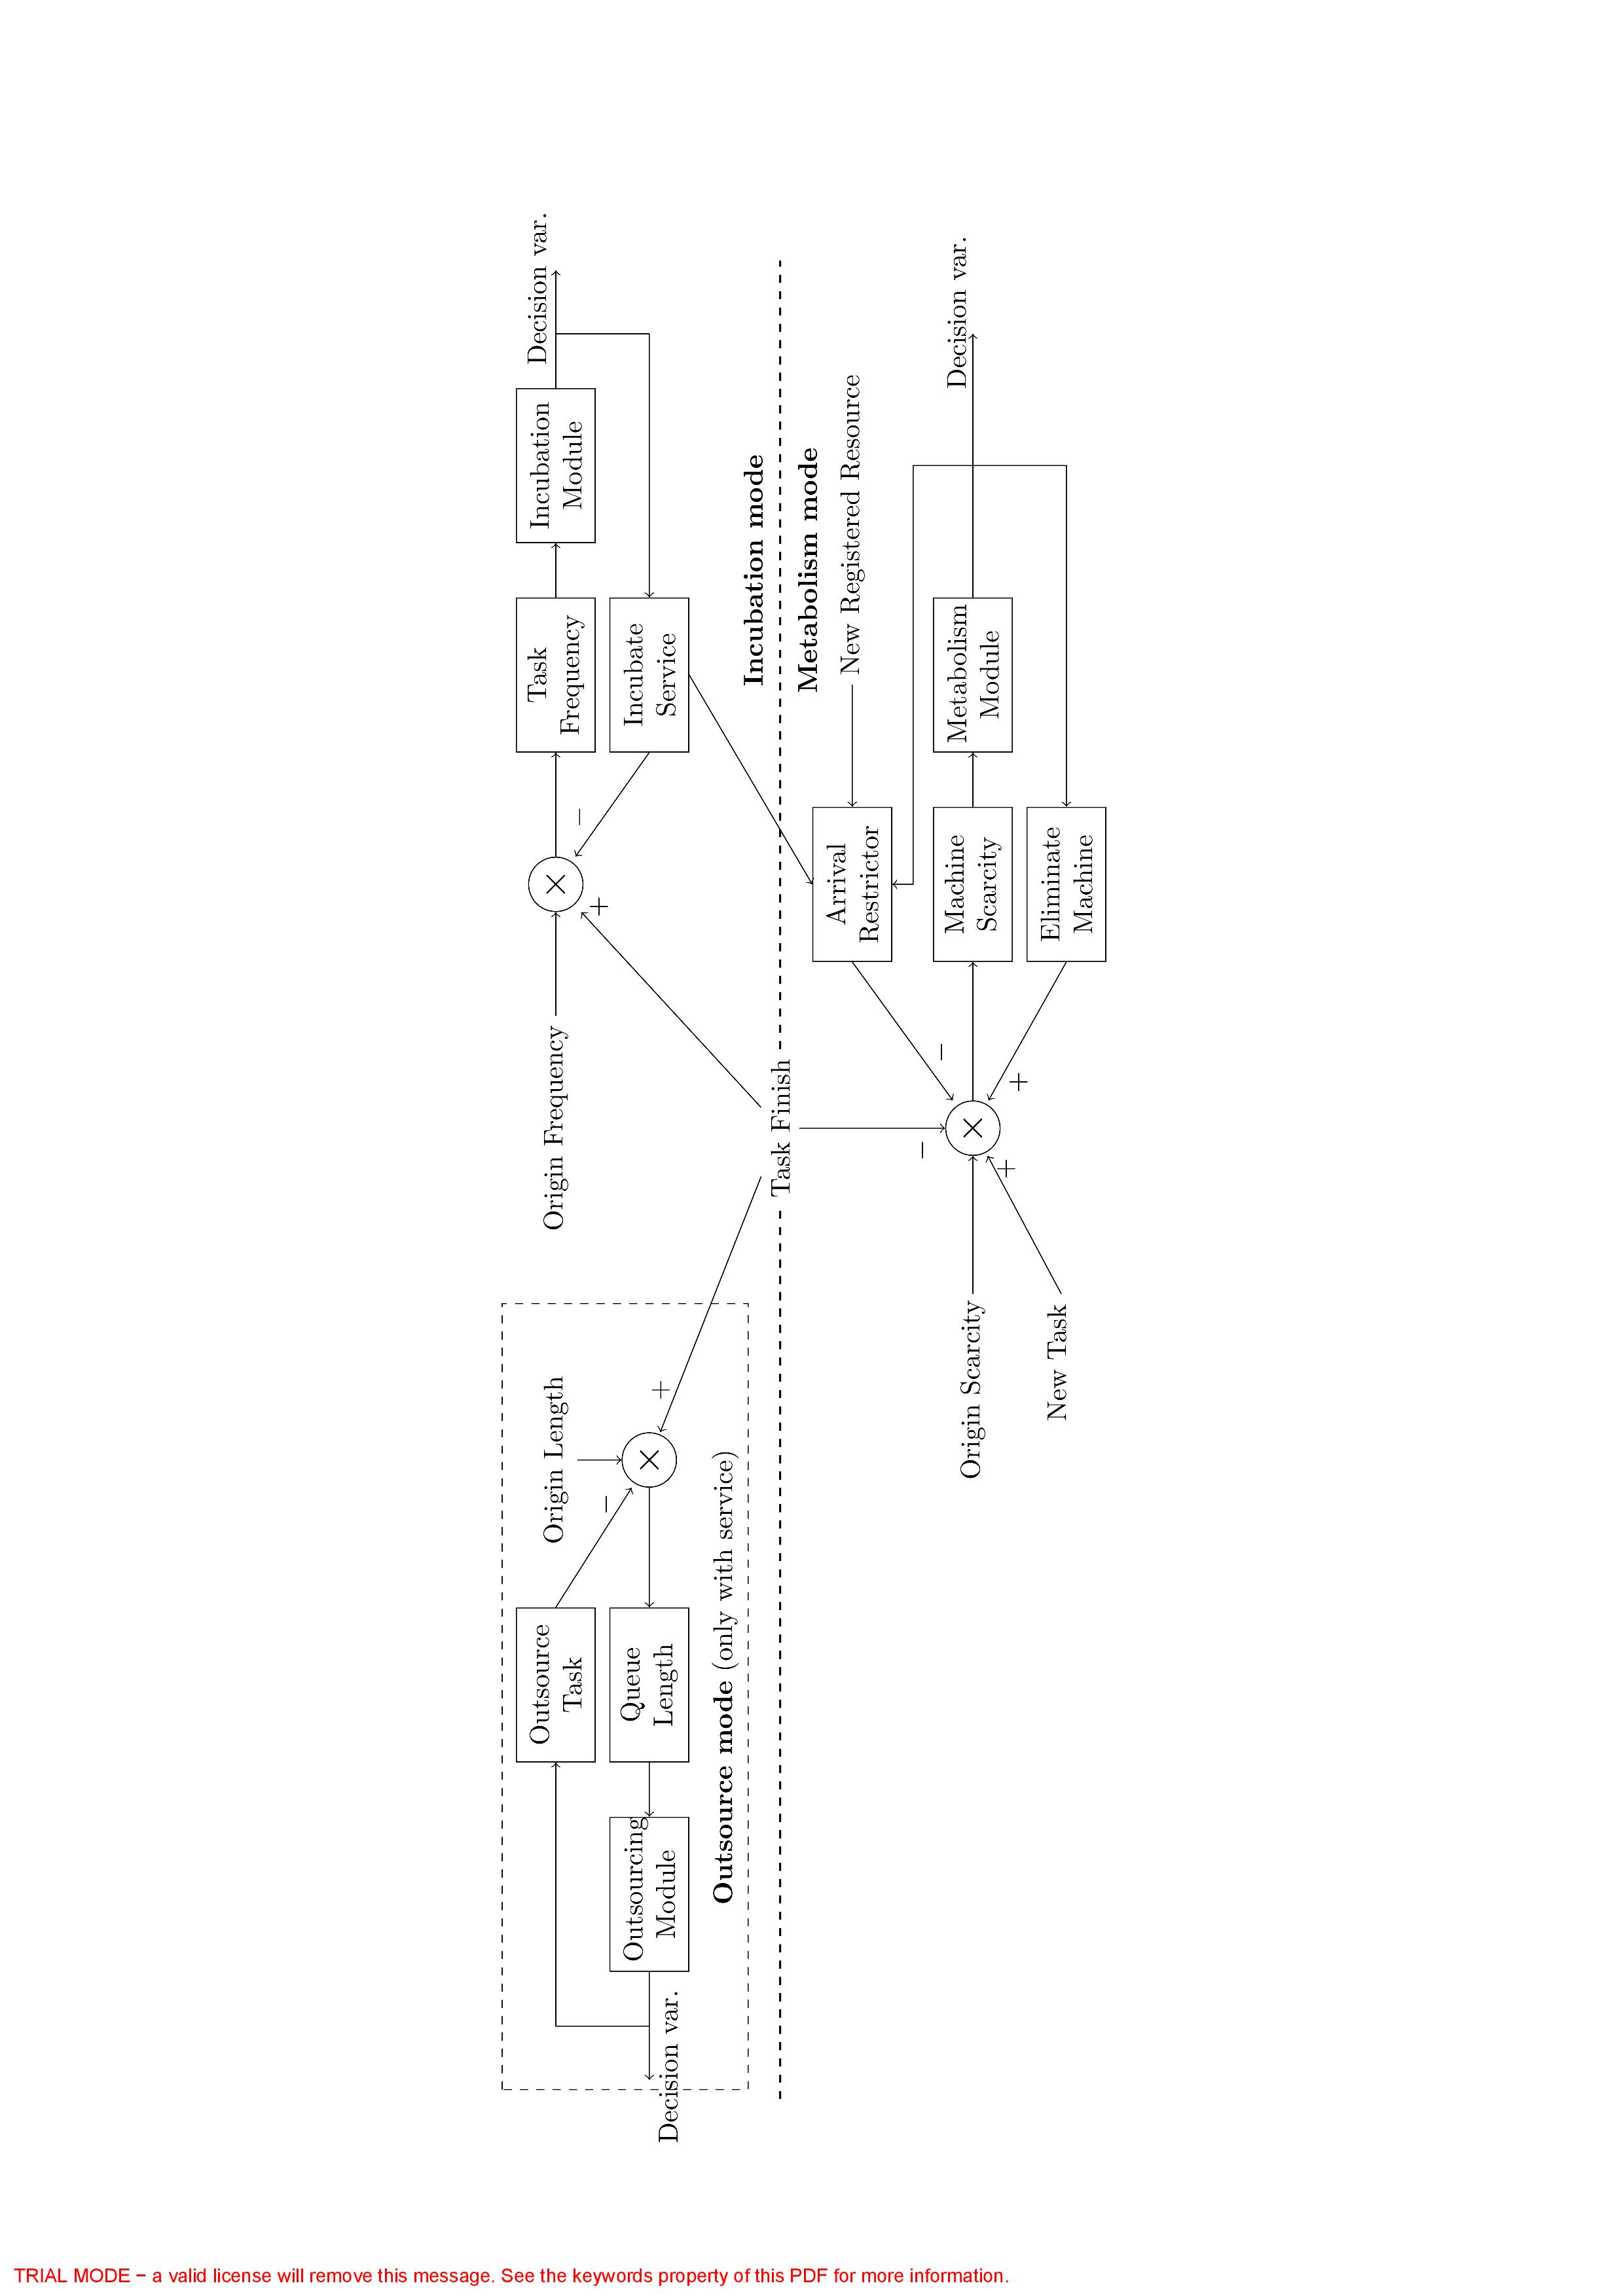 Outsource
Task
Origin Length
−
×
+
Queue
Length
Outsourcing
Module
Decision var.
Outsource mode (only with service)
Origin Frequency
×
+
−
Task
Frequency
Incubation
Module
Decision var.
Incubate
Service
Incubation mode
Task Finish
Metabolism mode
New Registered Resource
Arrival
Restrictor
−
−
Origin Scarcity
×
+
+
New Task
Machine
Scarcity
Metabolism
Module
Decision var.
Eliminate
Machine
TRIAL MODE − a valid license will remove this message. See the keywords property of this PDF for more information.